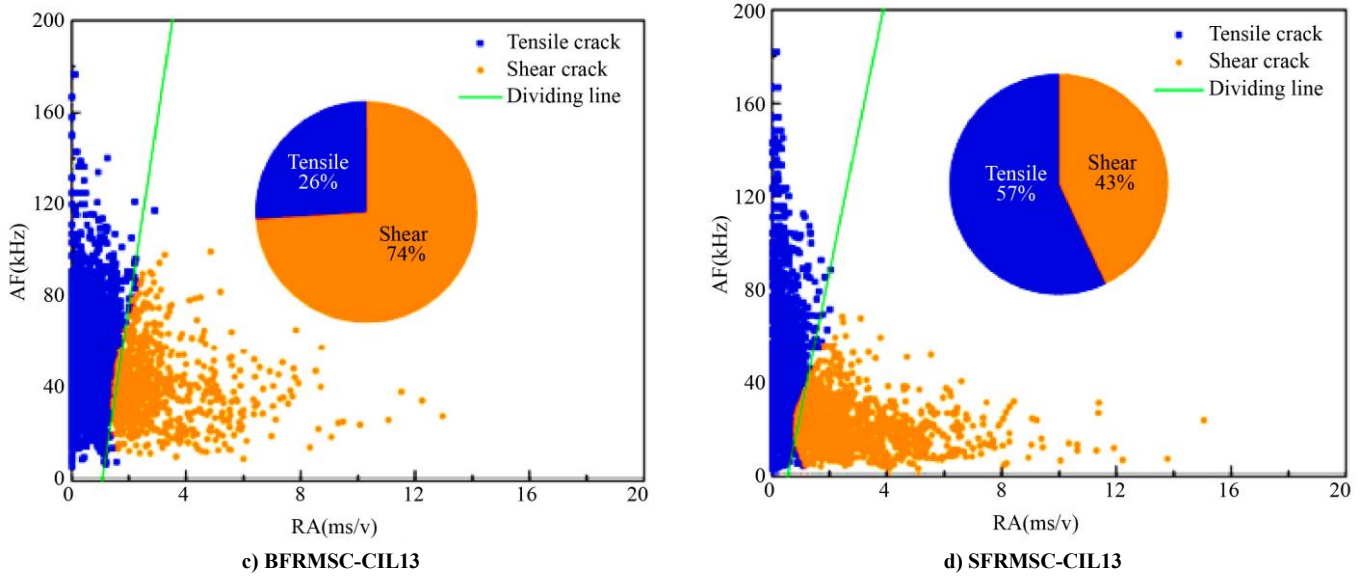 200
160
120
80
40
0
AF(kHz)
Tensile crack
Shear crack
Dividing line
Tensile
26%
Shear
74%
0
4
8
12
16
20
RA(ms/v)
c) BFRMSC-CIL13
200
160
120
80
40
0
AF(kHz)
Tensile crack
Shear crack
Dividing line
Tensile
57%
Shear
43%
0
4
8
12
16
20
RA(ms/v)
d) SFRMSC-CIL13